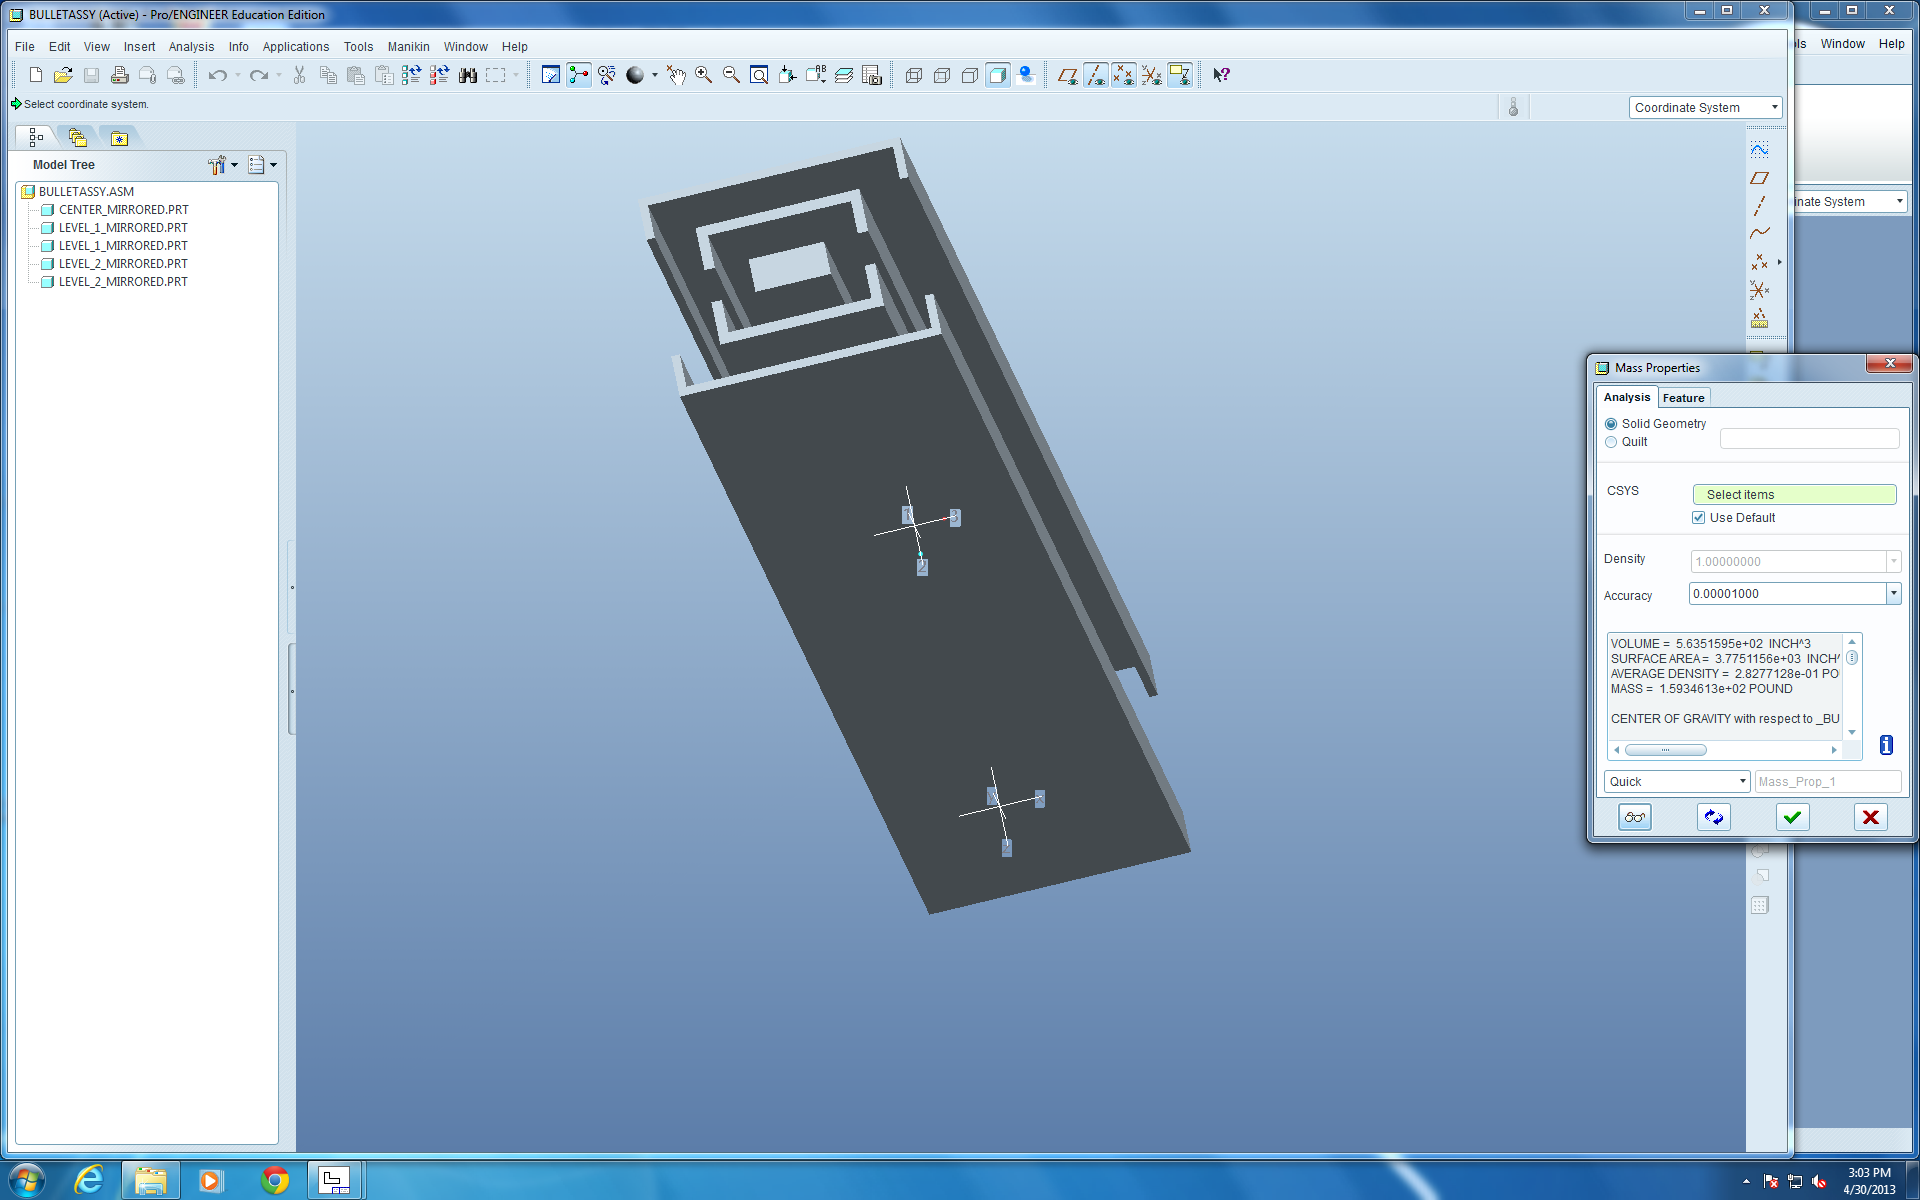 BULLETASSY (Active) - Pro/ENGINEER Education Edition
File Edit View Insert Analysis Info Applications Tools Manikin Window Help
Window Help
Select coordinate system.
Coordinate System
Model Tree
BULLETASSY.ASM
CENTER_MIRRORED.PRT
LEVEL_1_MIRRORED.PRT
LEVEL_1_MIRRORED.PRT
LEVEL_2_MIRRORED.PRT
LEVEL_2_MIRRORED.PRT
inate System
1
3
2
Mass Properties
Analysis Feature
Solid Geometry
Quilt
CSYS Select items
Use Default
Density 1.00000000
Accuracy 0.00001000
VOLUME = 5.6351595e+02 INCH^3
SURFACE AREA = 3.7751156e+03 INCH^
AVERAGE DENSITY = 2.8277128e-01 PO
MASS = 1.5934613e+02 POUND
CENTER OF GRAVITY with respect to _BU
Quick Mass_Prop_1
3:03 PM
4/30/2013